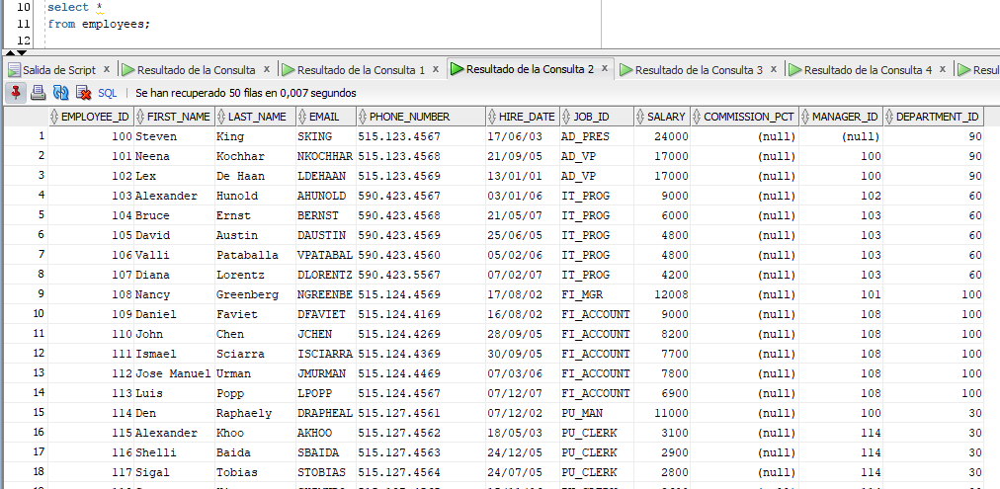 10 select *
11 from employees;
12
Salida de Script x Resultado de la Consulta x Resultado de la Consulta 1 x Resultado de la Consulta 2 x Resultado de la Consulta 3 x Resultado de la Consulta 4 x Resul
SQL | Se han recuperado 50 filas en 0,007 segundos
EMPLOYEE_ID FIRST_NAME LAST_NAME EMAIL PHONE_NUMBER HIRE_DATE JOB_ID SALARY COMMISSION_PCT MANAGER_ID DEPARTMENT_ID
1 100 Steven King SKING 515.123.4567 17/06/03 AD_PRES 24000 (null) (null) 90
2 101 Neena Kochhar NKOCHHAR 515.123.4568 21/09/05 AD_VP 17000 (null) 100 90
3 102 Lex De Haan LDEHAAN 515.123.4569 13/01/01 AD_VP 17000 (null) 100 90
4 103 Alexander Hunold AHUNOLD 590.423.4567 03/01/06 IT_PROG 9000 (null) 102 60
5 104 Bruce Ernst BERNST 590.423.4568 21/05/07 IT_PROG 6000 (null) 103 60
6 105 David Austin DAUSTIN 590.423.4569 25/06/05 IT_PROG 4800 (null) 103 60
7 106 Valli Pataballa VPATABAL 590.423.4560 05/02/06 IT_PROG 4800 (null) 103 60
8 107 Diana Lorentz DLORENTZ 590.423.5567 07/02/07 IT_PROG 4200 (null) 103 60
9 108 Nancy Greenberg NGREENBE 515.124.4569 17/08/02 FI_MGR 12008 (null) 101 100
10 109 Daniel Faviet DFAVIET 515.124.4169 16/08/02 FI_ACCOUNT 9000 (null) 108 100
11 110 John Chen JCHEN 515.124.4269 28/09/05 FI_ACCOUNT 8200 (null) 108 100
12 111 Ismael Sciarra ISCIARRA 515.124.4369 30/09/05 FI_ACCOUNT 7700 (null) 108 100
13 112 Jose Manuel Urman JMURMAN 515.124.4469 07/03/06 FI_ACCOUNT 7800 (null) 108 100
14 113 Luis Popp LPOPP 515.124.4567 07/12/07 FI_ACCOUNT 6900 (null) 108 100
15 114 Den Raphaely DRAPHEAL 515.127.4561 07/12/02 PU_MAN 11000 (null) 100 30
16 115 Alexander Khoo AKHOO 515.127.4562 18/05/03 PU_CLERK 3100 (null) 114 30
17 116 Shelli Baida SBAIDA 515.127.4563 24/12/05 PU_CLERK 2900 (null) 114 30
18 117 Sigal Tobias STOBIAS 515.127.4564 24/07/05 PU_CLERK 2800 (null) 114 30